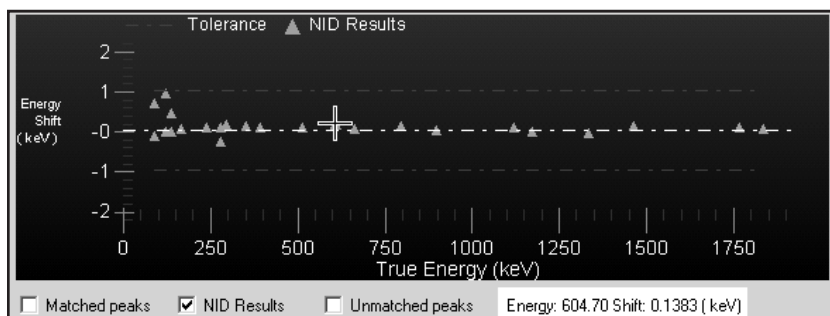 Tolerance NID Results
2
1
Energy
Shift
(keV)
-0
-1
-2
0 250 500 750 1000 1250 1500 1750
True Energy (keV)
Matched peaks NID Results Unmatched peaks Energy: 604.70 Shift: 0.1383 (keV)